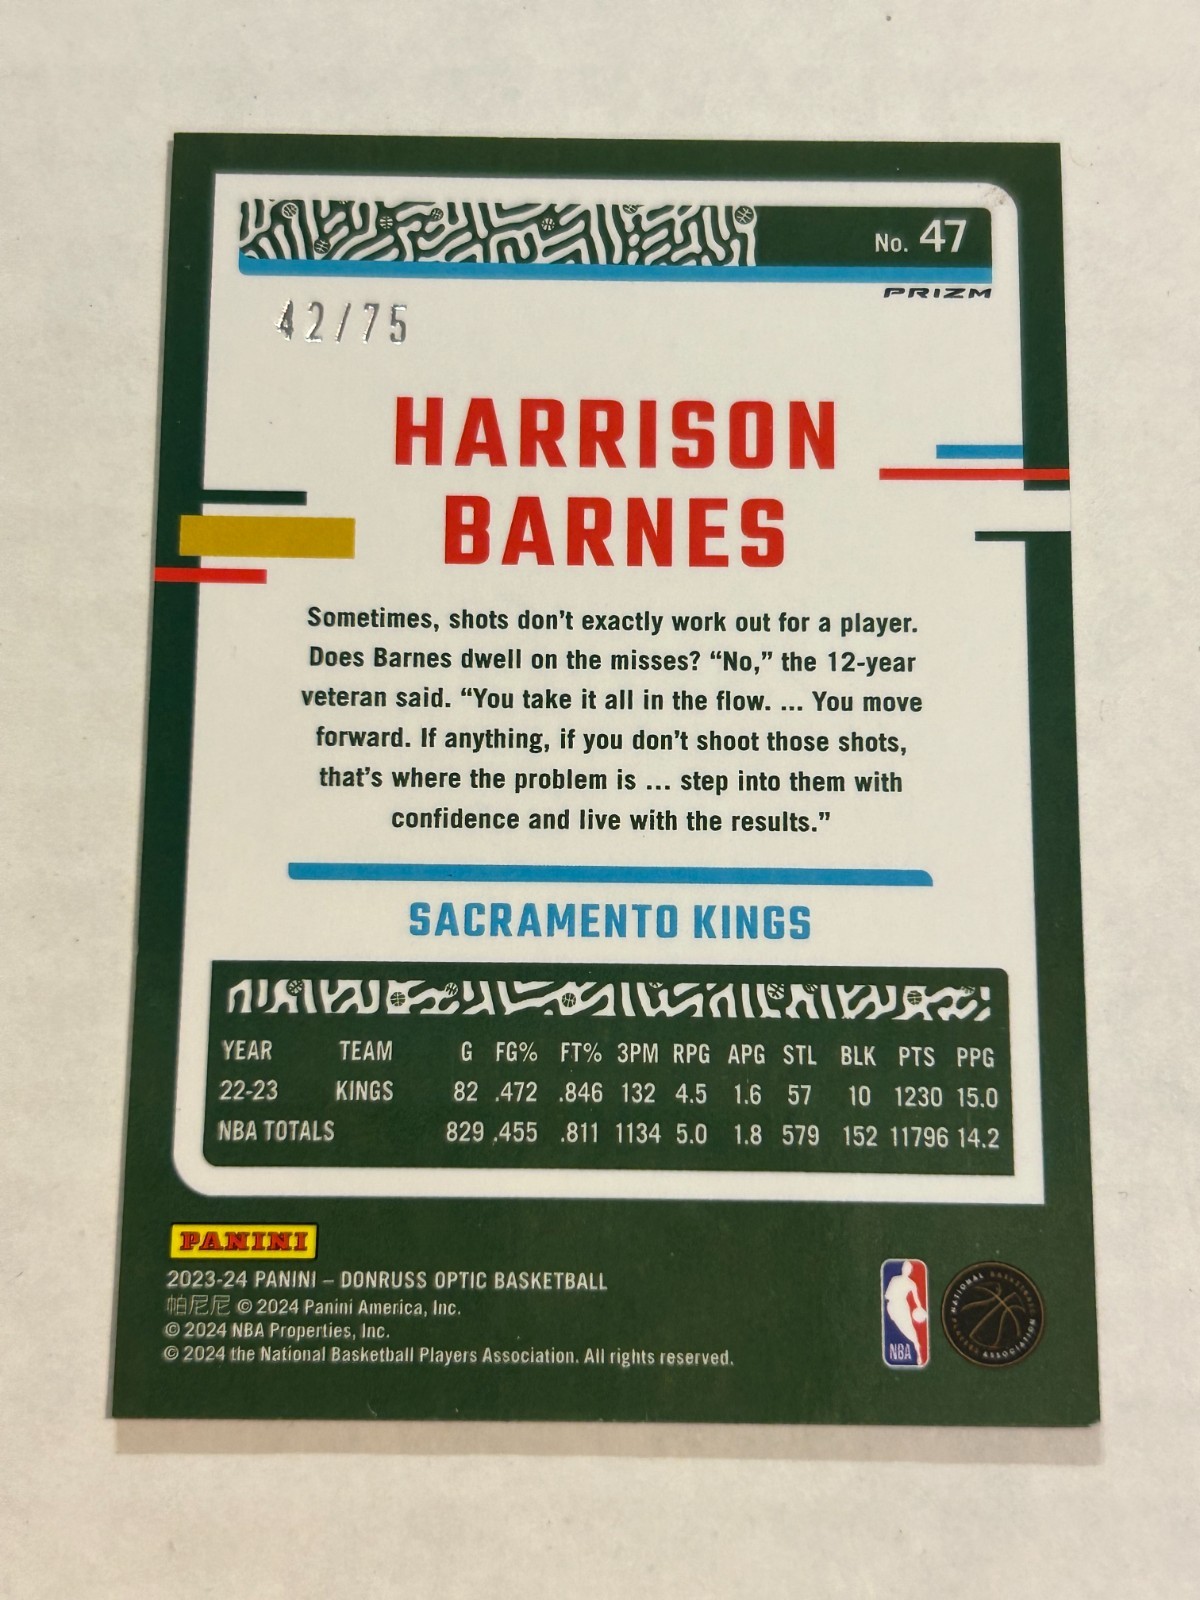 No. 47
PRIZM
42/75
HARRISON
BARNES
Sometimes, shots don't exactly work out for a player.
Does Barnes dwell on the misses? “No,” the 12-year
veteran said. “You take it all in the flow. ... You move
forward. If anything, if you don't shoot those shots,
that's where the problem is ... step into them with
confidence and live with the results.”
SACRAMENTO KINGS
YEAR TEAM G FG% FT% 3PM RPG APG STL BLK PTS PPG
22-23 KINGS 82 .472 .846 132 4.5 1.6 57 10 1230 15.0
NBA TOTALS 829 .455 .811 1134 5.0 1.8 579 152 11796 14.2
PANINI
2023-24 PANINI – DONRUSS OPTIC BASKETBALL
帕尼尼 © 2024 Panini America, Inc.
© 2024 NBA Properties, Inc.
© 2024 the National Basketball Players Association. All rights reserved.
NBA
NATIONAL BASKETBALL PLAYERS ASSOCIATION